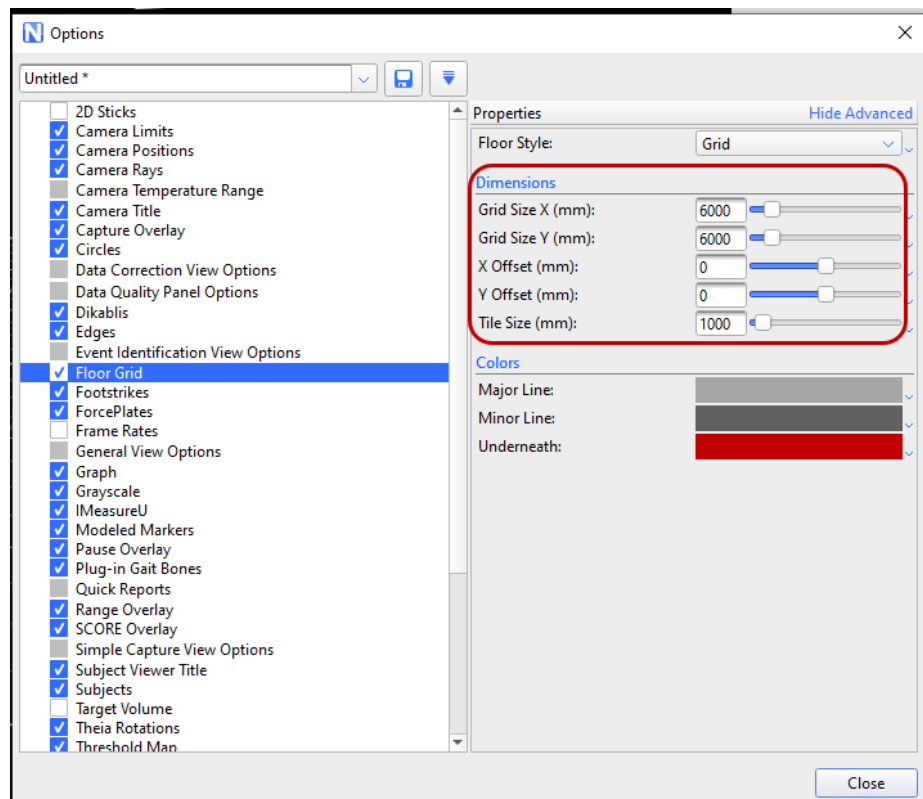 N Options
Untitled *
2D Sticks
Camera Limits
Camera Positions
Camera Rays
Camera Temperature Range
Camera Title
Capture Overlay
Circles
Data Correction View Options
Data Quality Panel Options
Dikablis
Edges
Event Identification View Options
Floor Grid
Footstrikes
ForcePlates
Frame Rates
General View Options
Graph
Grayscale
IMeasureU
Modeled Markers
Pause Overlay
Plug-in Gait Bones
Quick Reports
Range Overlay
SCORE Overlay
Simple Capture View Options
Subject Viewer Title
Subjects
Target Volume
Theia Rotations
Threshold Map
Properties Hide Advanced
Floor Style: Grid
Dimensions
Grid Size X (mm): 6000
Grid Size Y (mm): 6000
X Offset (mm): 0
Y Offset (mm): 0
Tile Size (mm): 1000
Colors
Major Line:
Minor Line:
Underneath:
Close